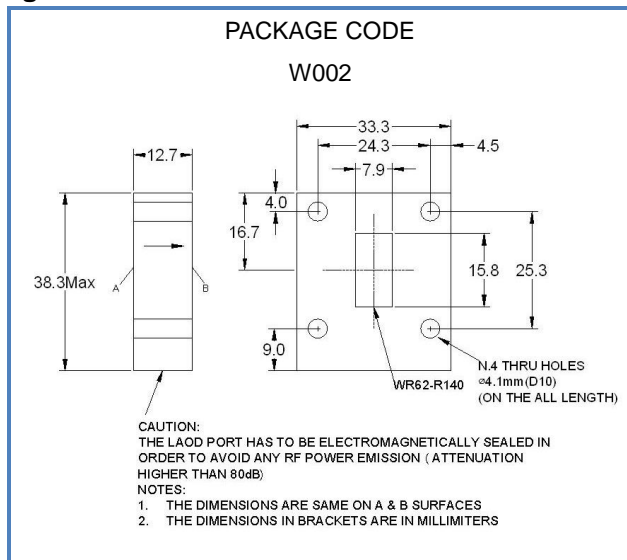 PACKAGE CODE
W002
33.3
24.3
4.5
12.7
7.9
4.0
16.7
38.3Max
A
B
15.8
25.3
9.0
WR62-R140
N.4 THRU HOLES
ø4.1mm(D10)
(ON THE ALL LENGTH)
CAUTION:
THE LAOD PORT HAS TO BE ELECTROMAGNETICALLY SEALED IN
ORDER TO AVOID ANY RF POWER EMISSION ( ATTENUATION
HIGHER THAN 80dB)
NOTES:
1. THE DIMENSIONS ARE SAME ON A & B SURFACES
2. THE DIMENSIONS IN BRACKETS ARE IN MILLIMITERS